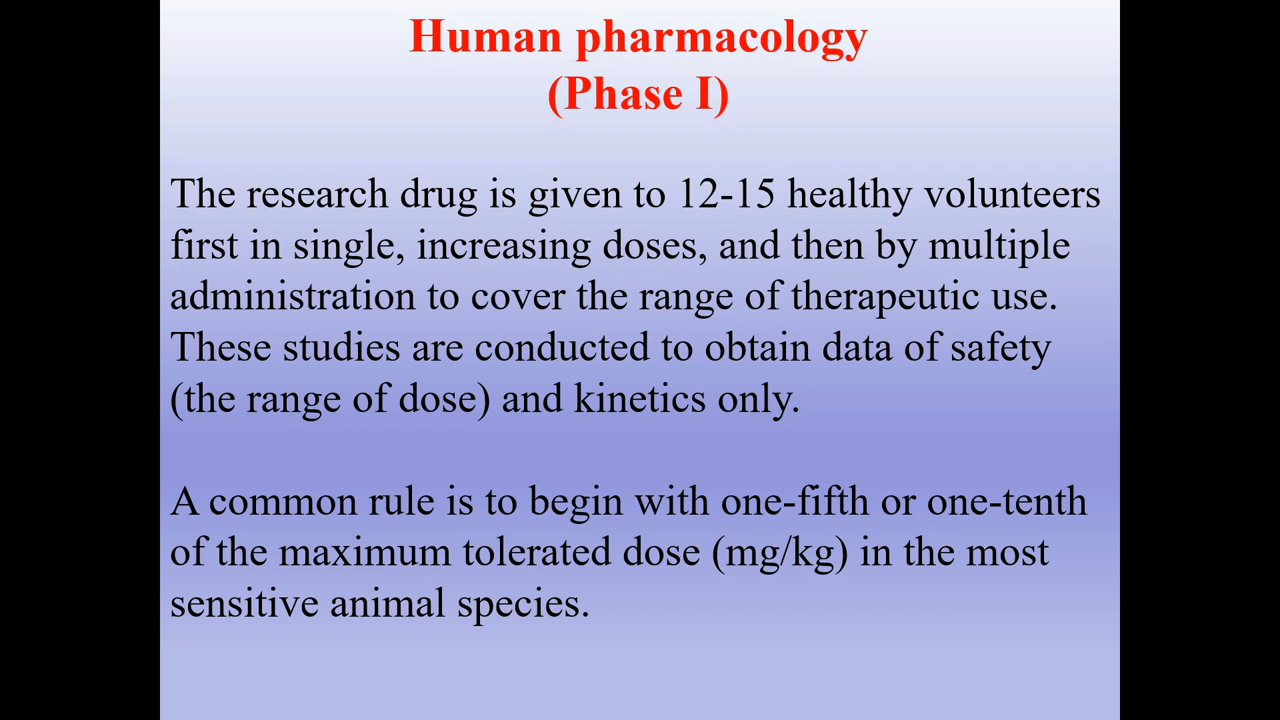 Human pharmacology
(Phase I)
The research drug is given to 12-15 healthy volunteers
first in single, increasing doses, and then by multiple
administration to cover the range of therapeutic use.
These studies are conducted to obtain data of safety
(the range of dose) and kinetics only.
A common rule is to begin with one-fifth or one-tenth
of the maximum tolerated dose (mg/kg) in the most
sensitive animal species.